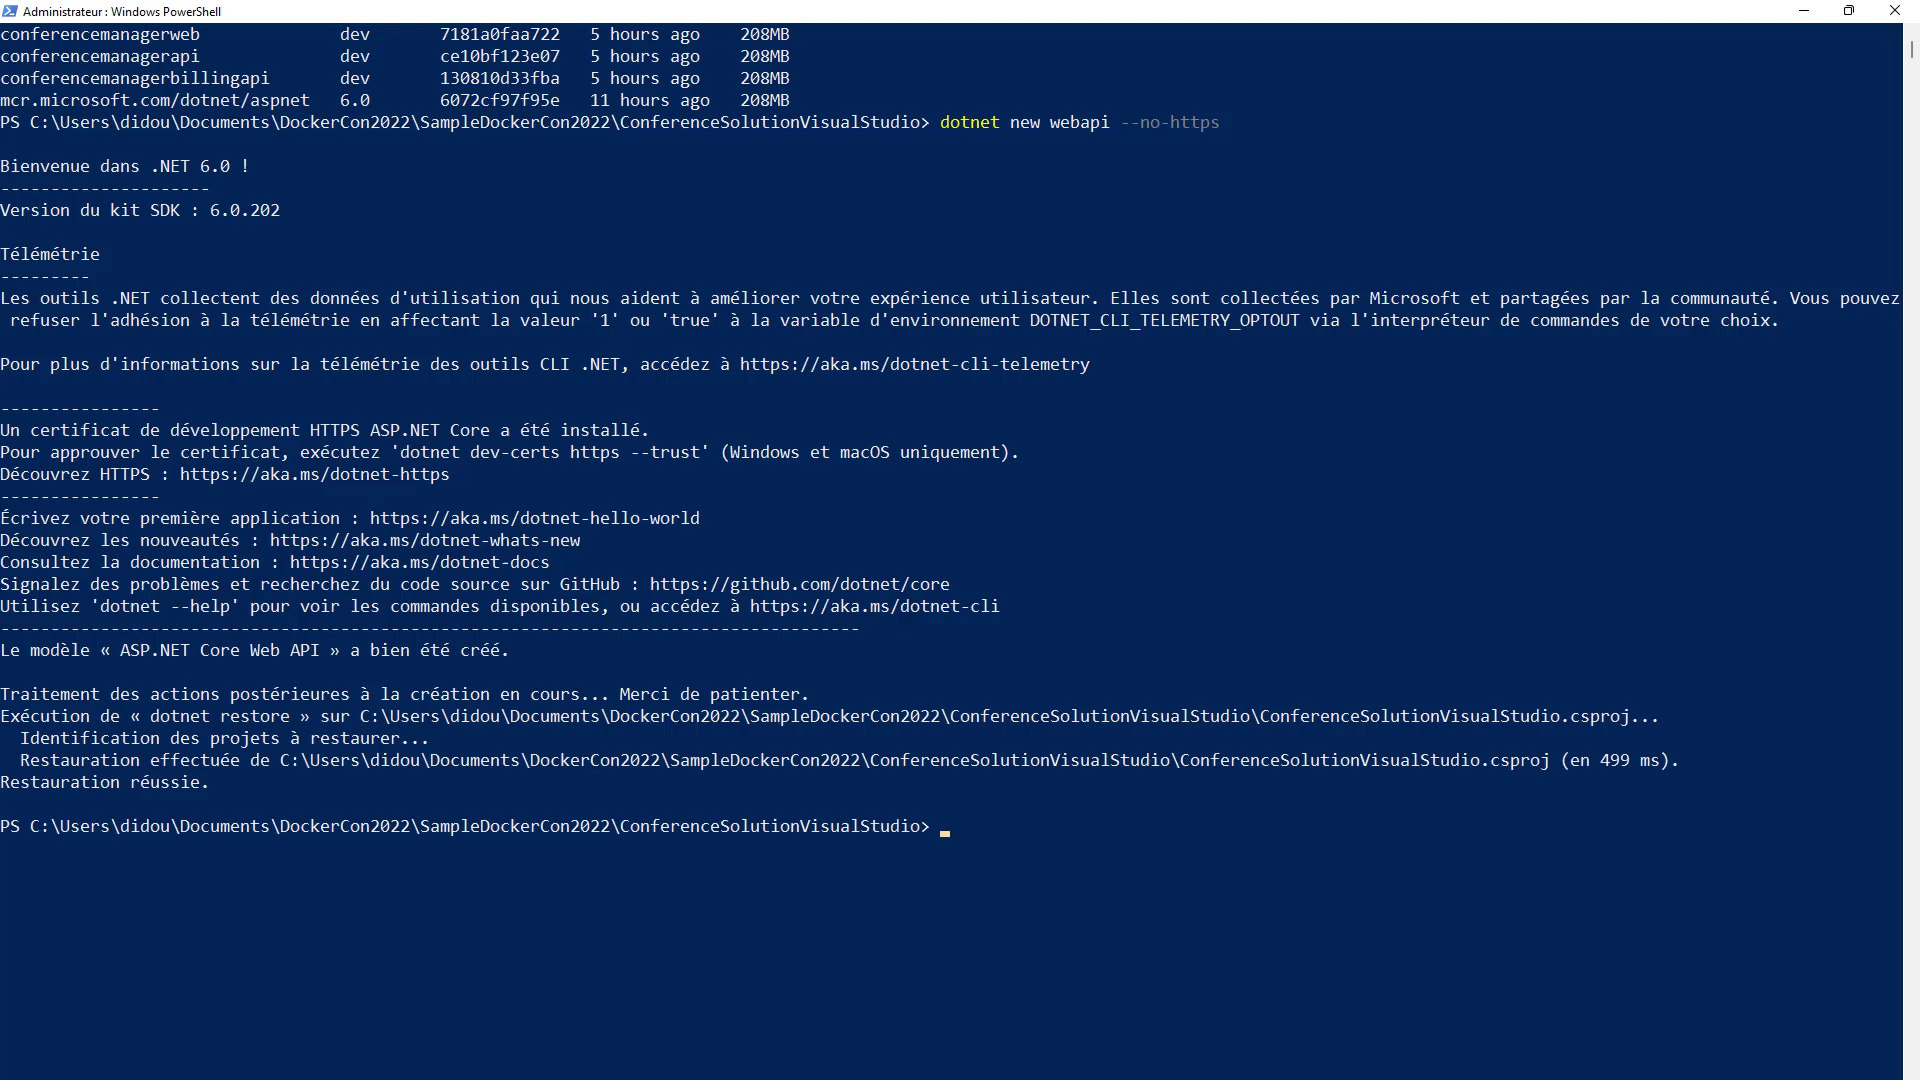 Administrateur : Windows PowerShell
conferencemanagerweb dev 7181a0faa722 5 hours ago 208MB
conferencemanagerapi dev ce10bf123e07 5 hours ago 208MB
conferencemanagerbillingapi dev 130810d33fba 5 hours ago 208MB
mcr.microsoft.com/dotnet/aspnet 6.0 6072cf97f95e 11 hours ago 208MB
PS C:\Users\didou\Documents\DockerCon2022\SampleDockerCon2022\ConferenceSolutionVisualStudio> dotnet new webapi --no-https
Bienvenue dans .NET 6.0 !
---------------------
Version du kit SDK : 6.0.202
Télémétrie
---------
Les outils .NET collectent des données d'utilisation qui nous aident à améliorer votre expérience utilisateur. Elles sont collectées par Microsoft et partagées par la communauté. Vous pouvez
refuser l'adhésion à la télémétrie en affectant la valeur '1' ou 'true' à la variable d'environnement DOTNET_CLI_TELEMETRY_OPTOUT via l'interpréteur de commandes de votre choix.
Pour plus d'informations sur la télémétrie des outils CLI .NET, accédez à https://aka.ms/dotnet-cli-telemetry
----------------
Un certificat de développement HTTPS ASP.NET Core a été installé.
Pour approuver le certificat, exécutez 'dotnet dev-certs https --trust' (Windows et macOS uniquement).
Découvrez HTTPS : https://aka.ms/dotnet-https
----------------
Écrivez votre première application : https://aka.ms/dotnet-hello-world
Découvrez les nouveautés : https://aka.ms/dotnet-whats-new
Consultez la documentation : https://aka.ms/dotnet-docs
Signalez des problèmes et recherchez du code source sur GitHub : https://github.com/dotnet/core
Utilisez 'dotnet --help' pour voir les commandes disponibles, ou accédez à https://aka.ms/dotnet-cli
--------------------------------------------------------------------------------------
Le modèle « ASP.NET Core Web API » a bien été créé.
Traitement des actions postérieures à la création en cours... Merci de patienter.
Exécution de « dotnet restore » sur C:\Users\didou\Documents\DockerCon2022\SampleDockerCon2022\ConferenceSolutionVisualStudio\ConferenceSolutionVisualStudio.csproj...
Identification des projets à restaurer...
Restauration effectuée de C:\Users\didou\Documents\DockerCon2022\SampleDockerCon2022\ConferenceSolutionVisualStudio\ConferenceSolutionVisualStudio.csproj (en 499 ms).
Restauration réussie.
PS C:\Users\didou\Documents\DockerCon2022\SampleDockerCon2022\ConferenceSolutionVisualStudio>